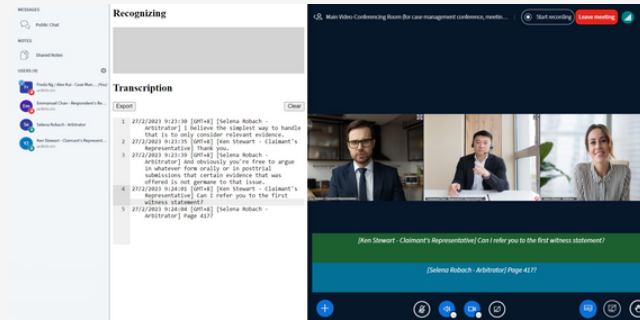 MESSAGES
Public Chat
NOTES
Shared Notes
USERS (4)
Emmanuel Chan - Respondent's Re...
Selena Robach - Arbitrator
Ken Stewart - Claimant's Represent...
Recognizing
Transcription
Export
Clear
1 27/2/2023 9:23:30 [GMT+8] [Selena Robach -
Arbitrator] I believe the simplest way to handle
that is to only consider relevant evidence.
2 27/2/2023 9:23:35 [GMT+8] [Ken Stewart - Claimant's
Representative] Thank you.
3 27/2/2023 9:23:39 [GMT+8] [Selena Robach -
Arbitrator] And obviously you're free to argue
in whatever form orally or in posttrial
submissions that certain evidence that was
offered is not germane to that issue.
4 27/2/2023 9:24:01 [GMT+8] [Ken Stewart - Claimant's
Representative] Can I refer you to the first
witness statement?
5 27/2/2023 9:24:04 [GMT+8] [Selena Robach -
Arbitrator] Page 417?
Main Video-Conferencing Room (for case management conference, meetin...
Start recording
Leave meeting
[Ken Stewart - Claimant's Representative] Can I refer you to the first witness statement?
[Selena Robach - Arbitrator] Page 417?